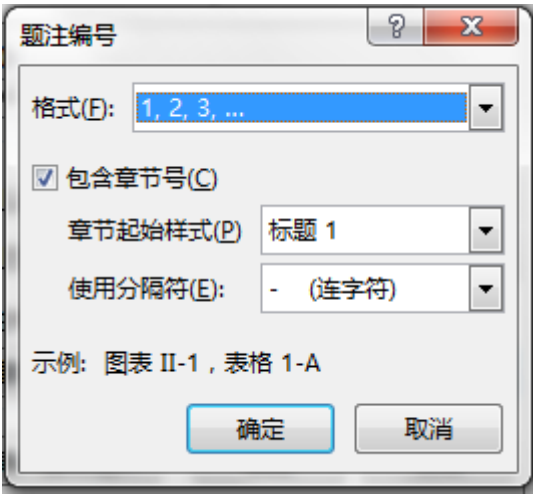 题注编号
格式(F): 1, 2, 3, ...
包含章节号(C)
章节起始样式(P) 标题 1
使用分隔符(E): - (连字符)
示例: 图表 II-1，表格 1-A
确定 取消